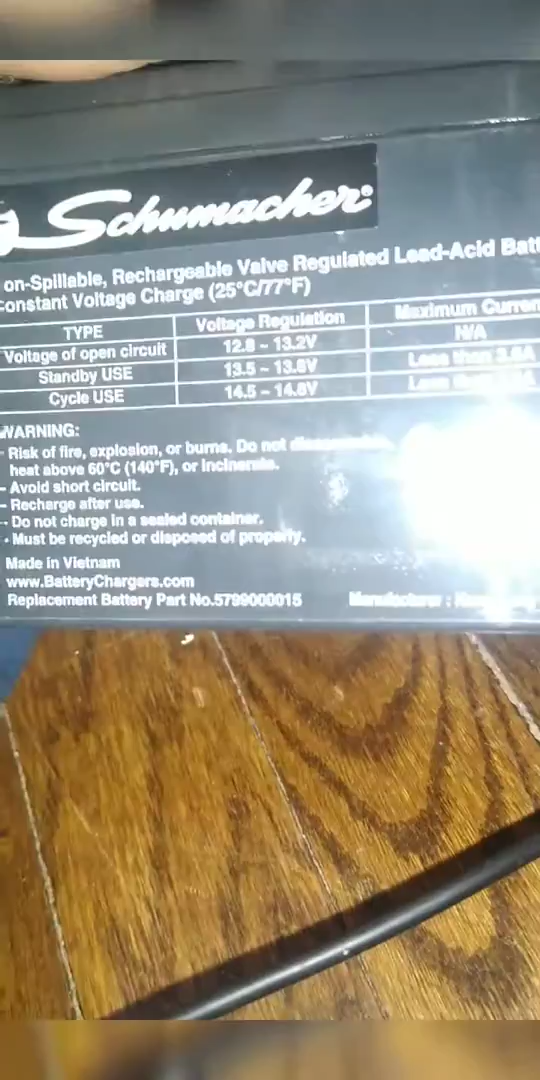 Schumacher®
on-Spillable, Rechargeable Valve Regulated Lead-Acid Batt
Constant Voltage Charge (25°C/77°F)
TYPE Voltage Regulation Maximum Curren
Voltage of open circuit 12.8 ~ 13.2V N/A
Standby USE 13.5 ~ 13.8V Less than
Cycle USE 14.5 ~ 14.8V Less than
WARNING:
- Risk of fire, explosion, or burns. Do not disassemble,
heat above 60°C (140°F), or incinerate.
- Avoid short circuit.
- Recharge after use.
- Do not charge in a sealed container.
- Must be recycled or disposed of properly.
Made in Vietnam
www.BatteryChargers.com
Replacement Battery Part No.5799000015 Manufacturer :